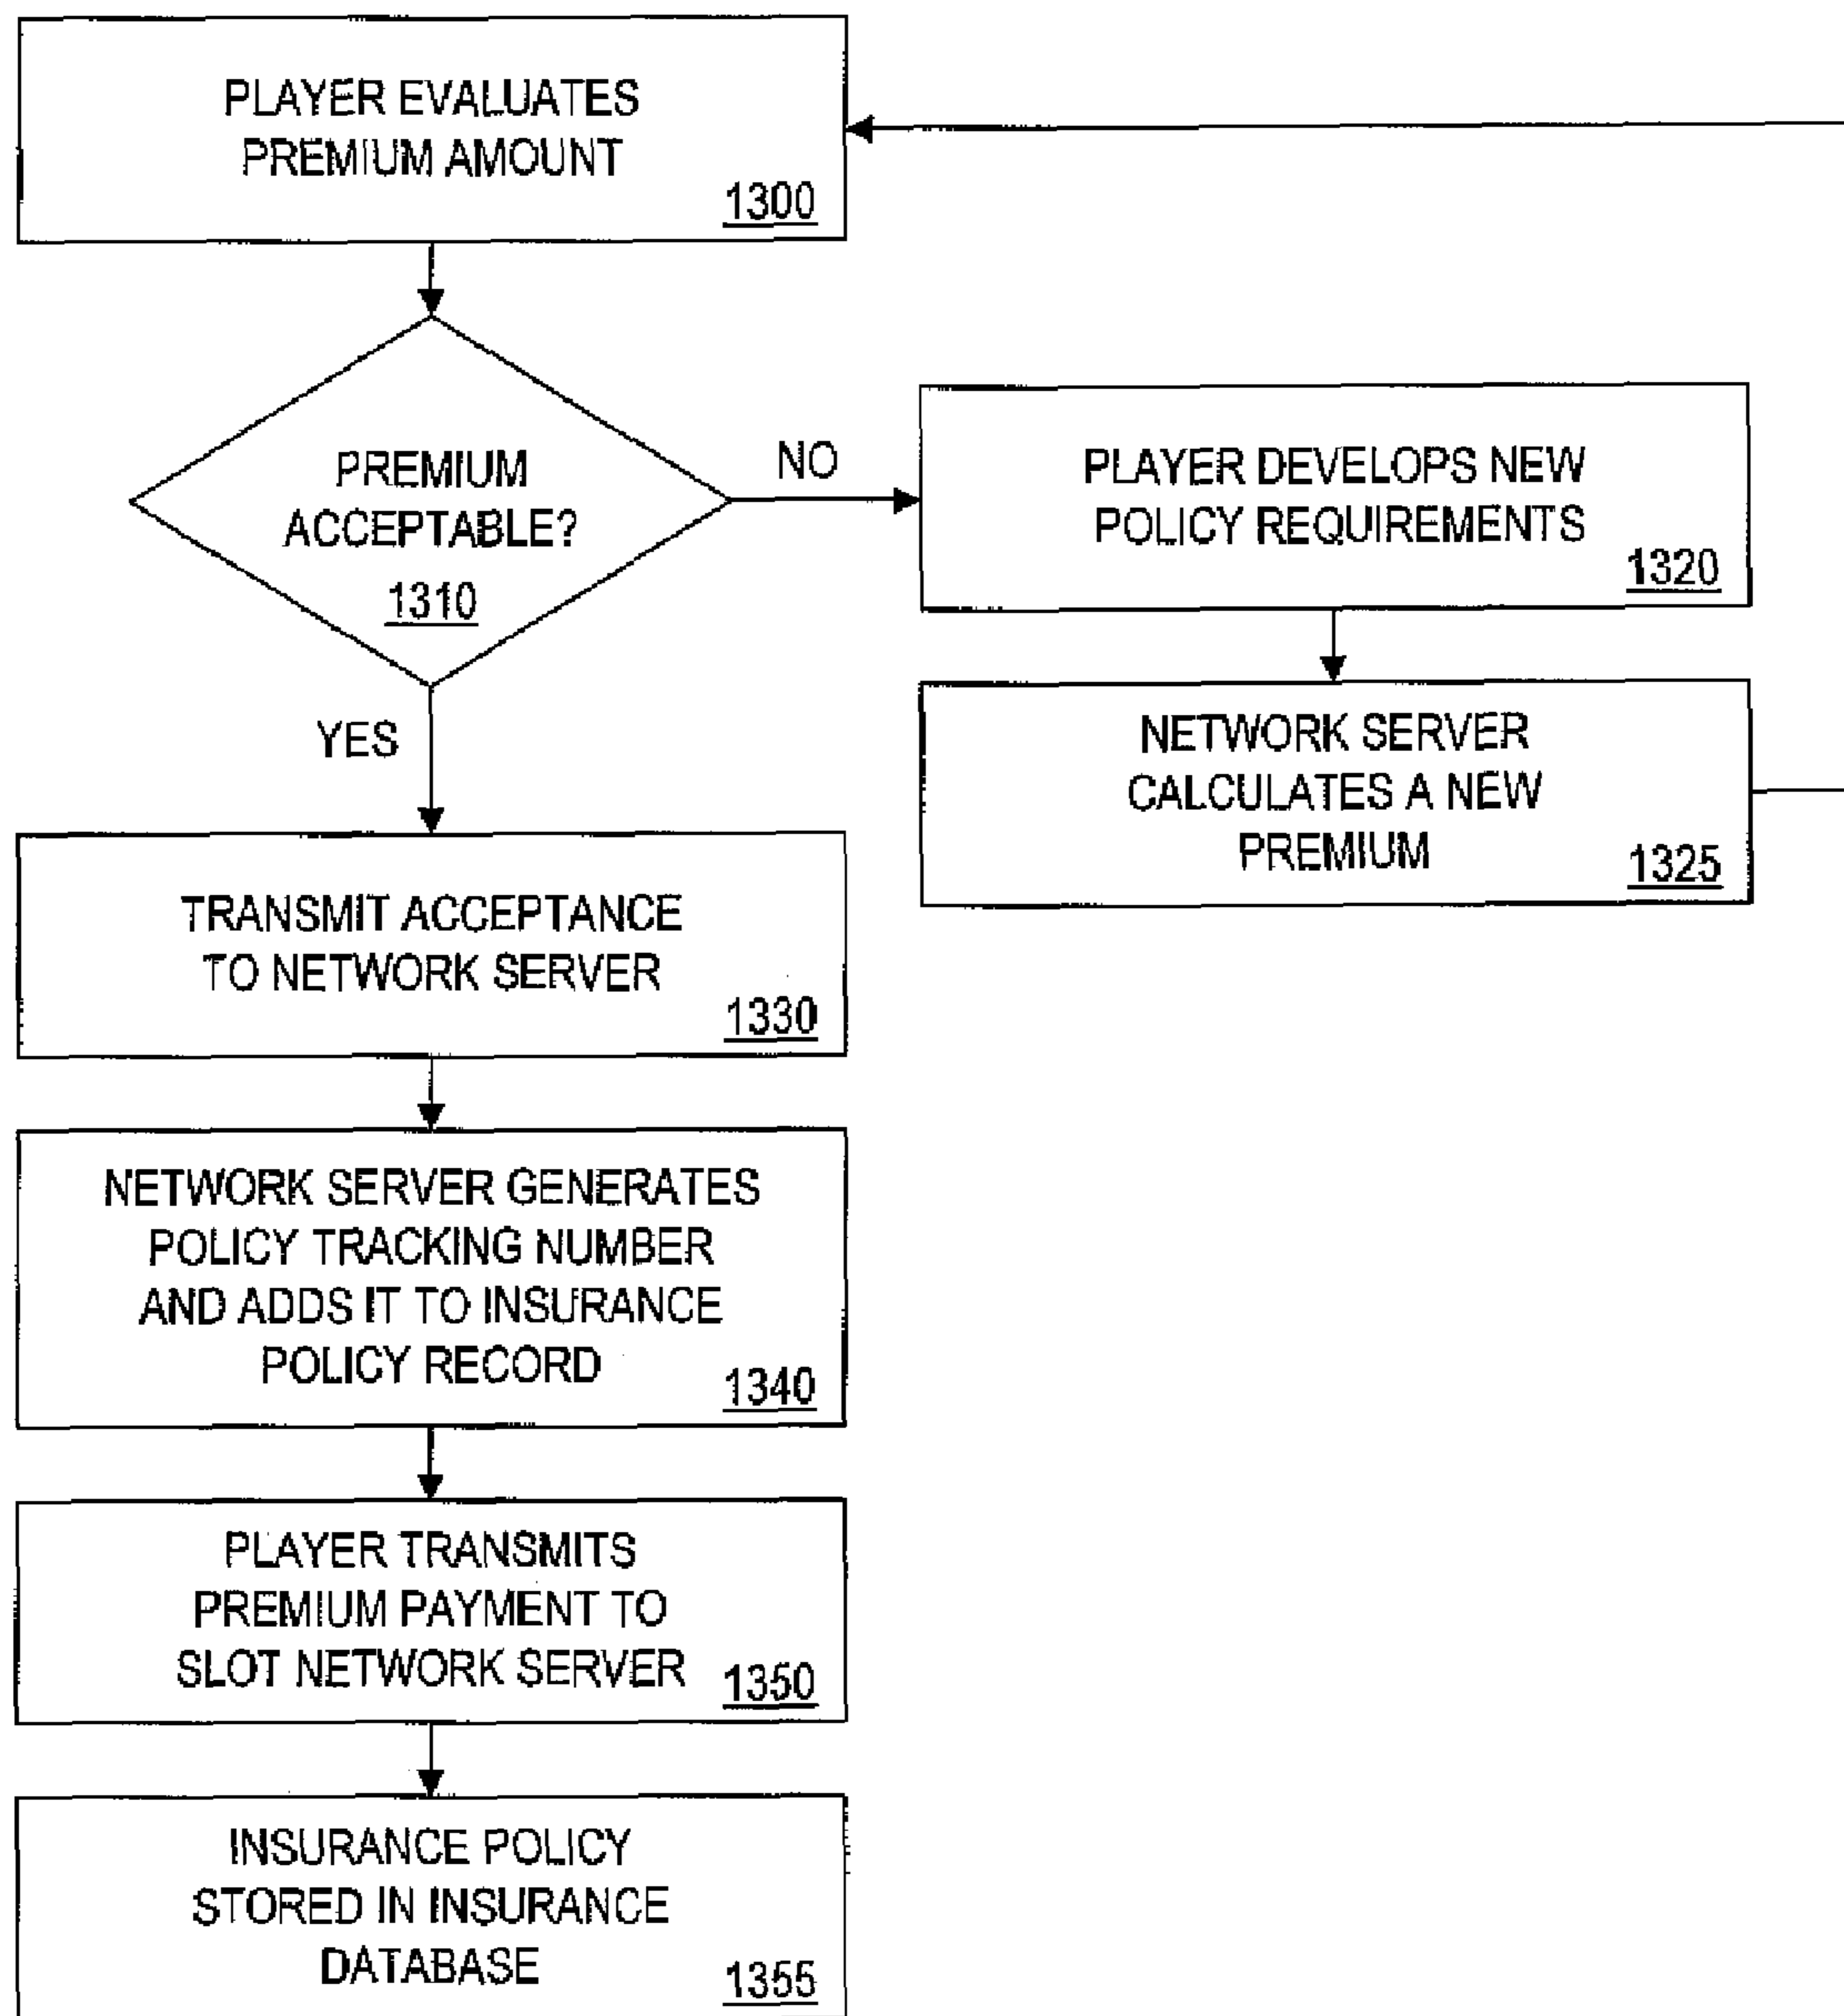 PLAYER EVALUATES
PREMIUM AMOUNT
1300
PREMIUM
ACCEPTABLE?
1310
NO
PLAYER DEVELOPS NEW
POLICY REQUIREMENTS
1320
NETWORK SERVER
CALCULATES A NEW
PREMIUM
1325
YES
TRANSMIT ACCEPTANCE
TO NETWORK SERVER
1330
NETWORK SERVER GENERATES
POLICY TRACKING NUMBER
AND ADDS IT TO INSURANCE
POLICY RECORD
1340
PLAYER TRANSMITS
PREMIUM PAYMENT TO
SLOT NETWORK SERVER
1350
INSURANCE POLICY
STORED IN INSURANCE
DATABASE
1355